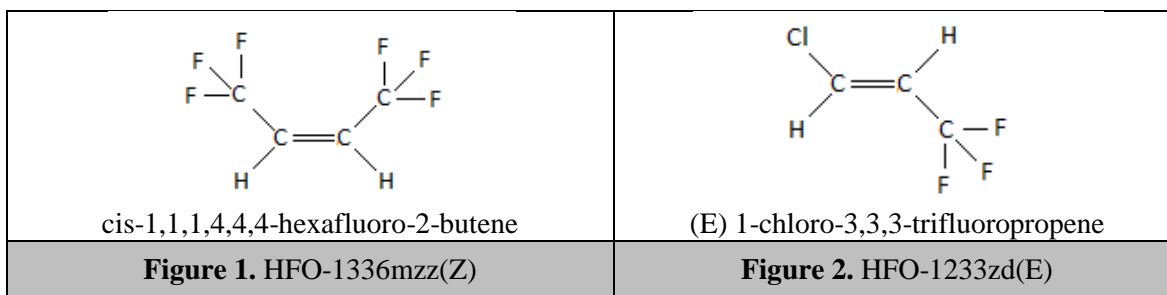 F F
F F
F C C F
C C
H H
cis-1,1,1,4,4,4-hexafluoro-2-butene
Figure 1. HFO-1336mzz(Z)
Cl H
C C
H
C F
F F
(E) 1-chloro-3,3,3-trifluoropropene
Figure 2. HFO-1233zd(E)